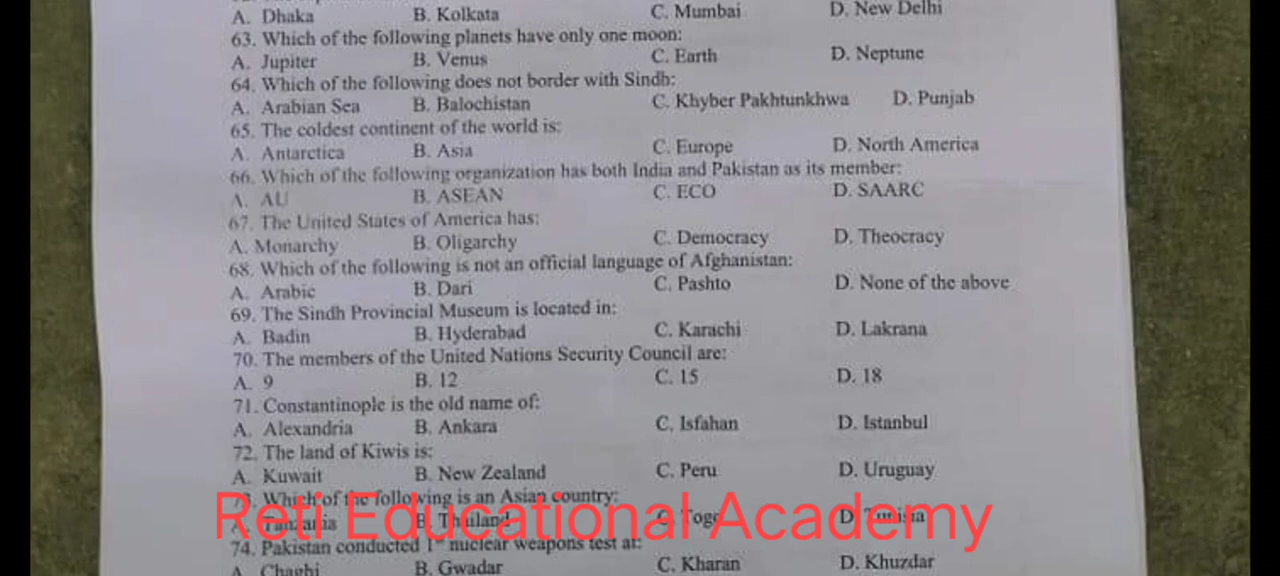 A. Dhaka B. Kolkata C. Mumbai D. New Delhi
63. Which of the following planets have only one moon:
A. Jupiter B. Venus C. Earth D. Neptune
64. Which of the following does not border with Sindh:
A. Arabian Sea B. Balochistan C. Khyber Pakhtunkhwa D. Punjab
65. The coldest continent of the world is:
A. Antarctica B. Asia C. Europe D. North America
66. Which of the following organization has both India and Pakistan as its member:
A. AU B. ASEAN C. ECO D. SAARC
67. The United States of America has:
A. Monarchy B. Oligarchy C. Democracy D. Theocracy
68. Which of the following is not an official language of Afghanistan:
A. Arabic B. Dari C. Pashto D. None of the above
69. The Sindh Provincial Museum is located in:
A. Badin B. Hyderabad C. Karachi D. Lakrana
70. The members of the United Nations Security Council are:
A. 9 B. 12 C. 15 D. 18
71. Constantinople is the old name of:
A. Alexandria B. Ankara C. Isfahan D. Istanbul
72. The land of Kiwis is:
A. Kuwait B. New Zealand C. Peru D. Uruguay
73. Which of the following is an Asian country:
A. Tanzania B. Thailand C. Togo D. Tunisia
Reti Educational Academy
74. Pakistan conducted 1st nuclear weapons test at:
A. Chaghi B. Gwadar C. Kharan D. Khuzdar